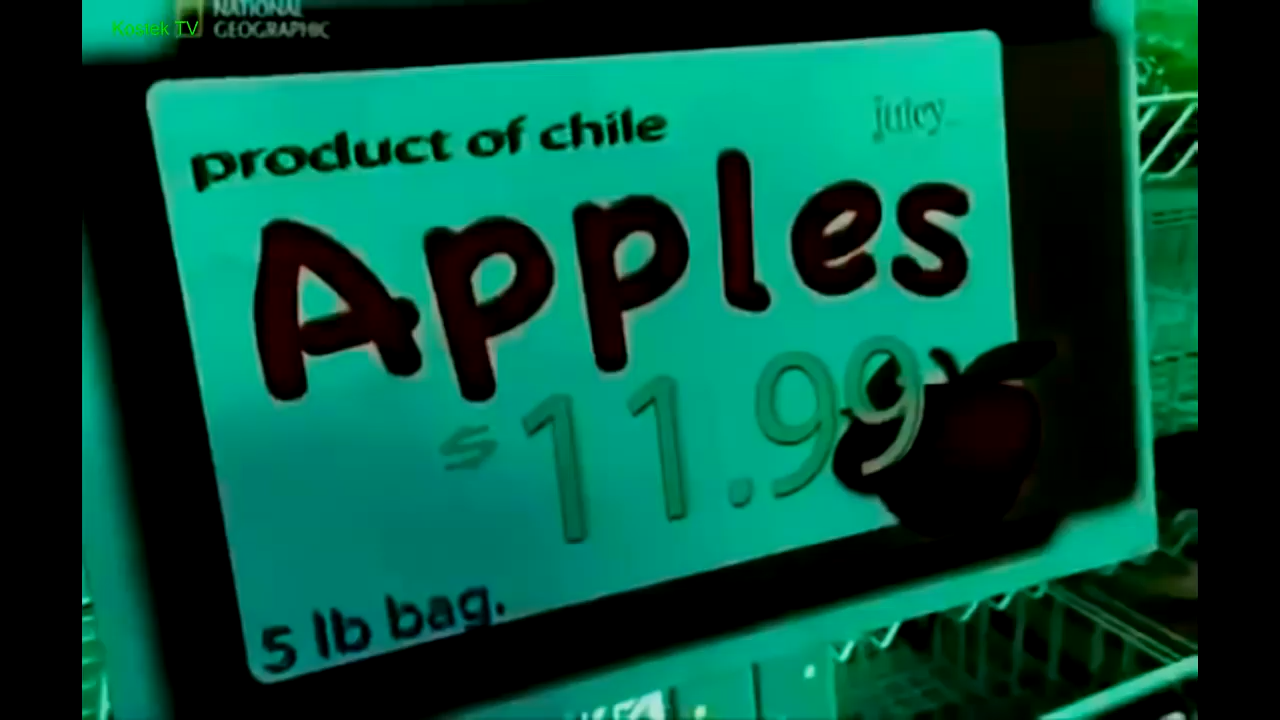 NATIONAL
Kostek TV
GEOGRAPHIC
product of chile
juicy
Apples
$11.99
5 lb bag.